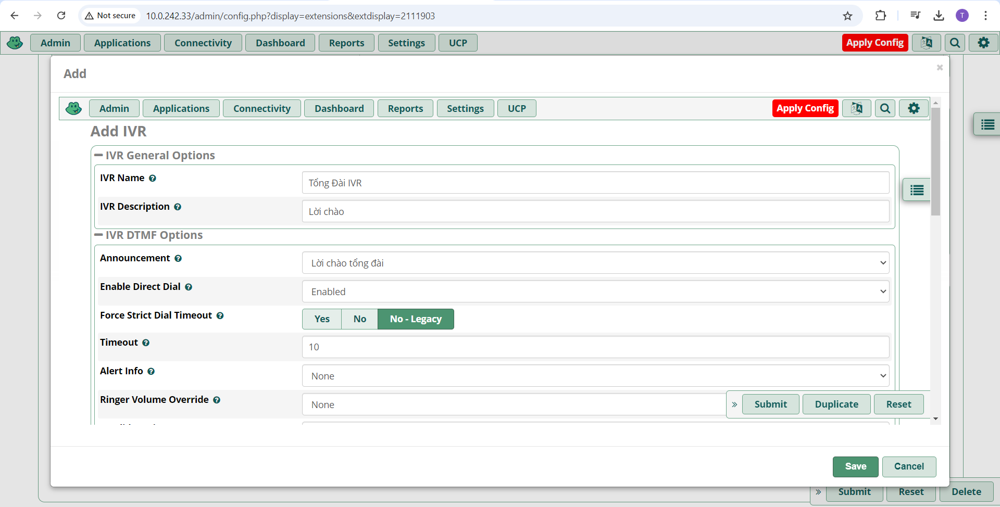 Not secure 10.0.242.33/admin/config.php?display=extensions&extdisplay=2111903 T
Admin Applications Connectivity Dashboard Reports Settings UCP Apply Config
Add ×
Admin Applications Connectivity Dashboard Reports Settings UCP Apply Config
Add IVR
IVR General Options
IVR Name ? Tổng Đài IVR
IVR Description ? Lời chào
IVR DTMF Options
Announcement ? Lời chào tổng đài
Enable Direct Dial ? Enabled
Force Strict Dial Timeout ? Yes No No - Legacy
Timeout ? 10
Alert Info ? None
Ringer Volume Override ? None
» Submit Duplicate Reset
Save Cancel
» Submit Reset Delete